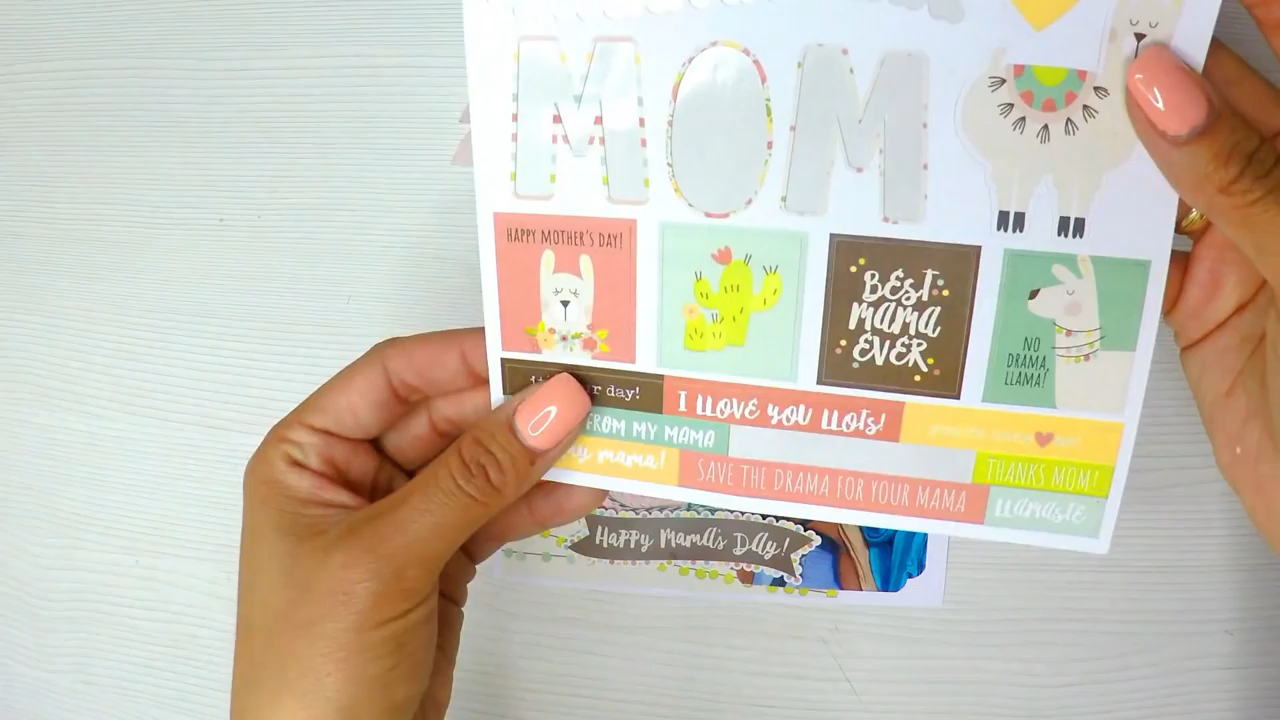 MOM
HAPPY MOTHER'S DAY!
BEST
MAMA
EVER
NO
DRAMA,
LLAMA!
day!
I LLOVE YOU LLOTS!
FROM MY MAMA
THANKS MOM!
my mama!
SAVE THE DRAMA FOR YOUR MAMA
LLAMASTE
HAPPY MAMA'S DAY!